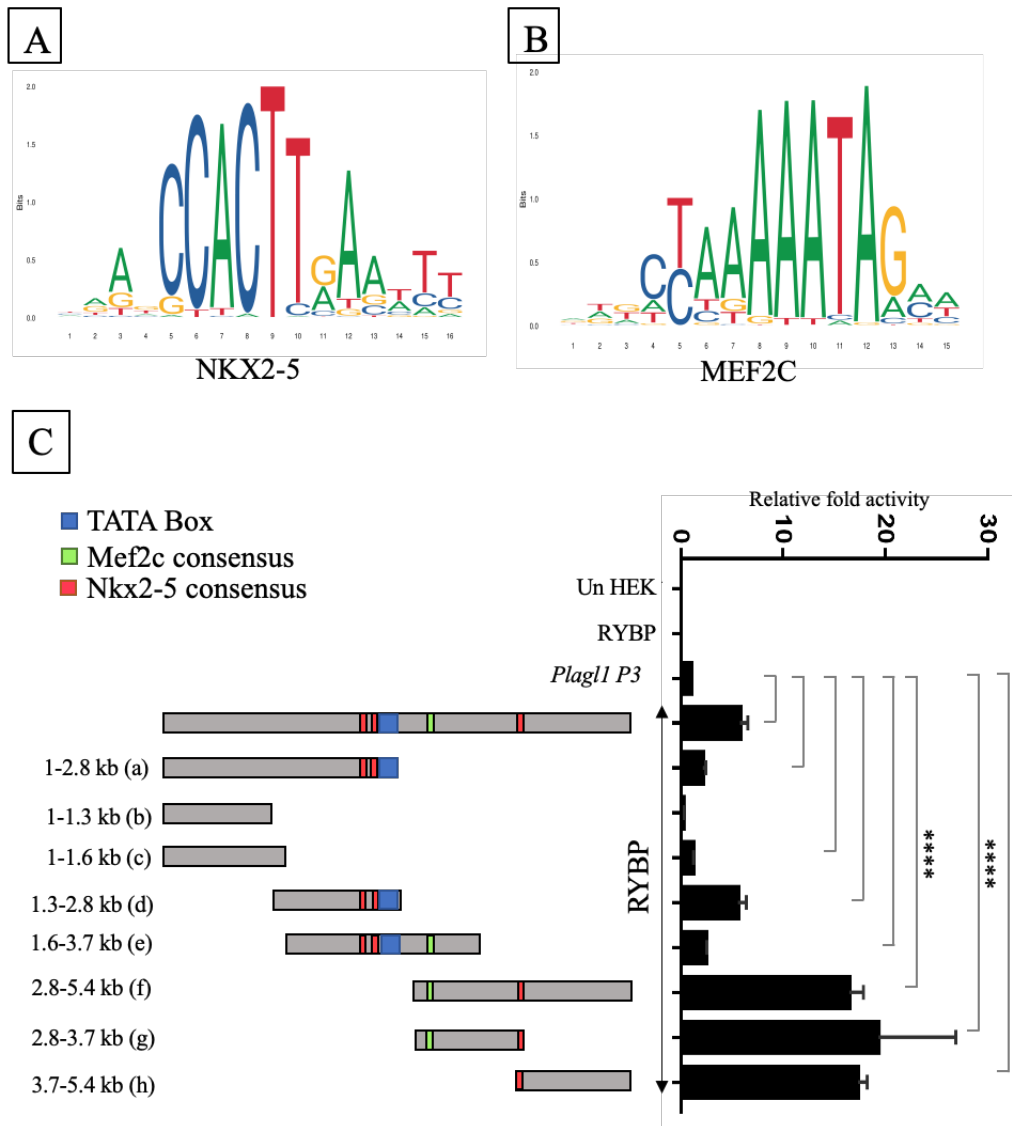 A
B
2.0
1.5
1.0
0.5
0.0
Bits
1 2 3 4 5 6 7 8 9 10 11 12 13 14 15 16
NKX2-5
2.0
1.5
1.0
0.5
0.0
Bits
1 2 3 4 5 6 7 8 9 10 11 12 13 14 15
MEF2C
C
TATA Box
Mef2c consensus
Nkx2-5 consensus
Relative fold activity
0 10 20 30
Un HEK
RYBP
Plagl1 P3
1-2.8 kb (a)
1-1.3 kb (b)
1-1.6 kb (c)
1.3-2.8 kb (d)
1.6-3.7 kb (e)
2.8-5.4 kb (f)
2.8-3.7 kb (g)
3.7-5.4 kb (h)
RYBP
****
****